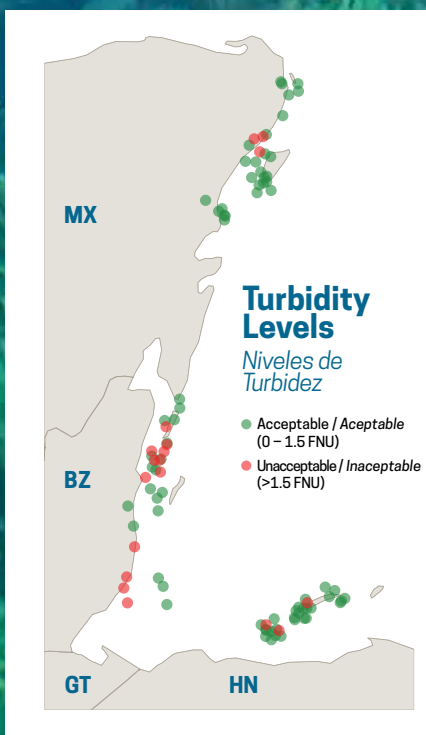 MX
Turbidity
Levels
Niveles de
Turbidez
Acceptable / Aceptable
(0 – 1.5 FNU)
Unacceptable / Inaceptable
(>1.5 FNU)
BZ
GT
HN